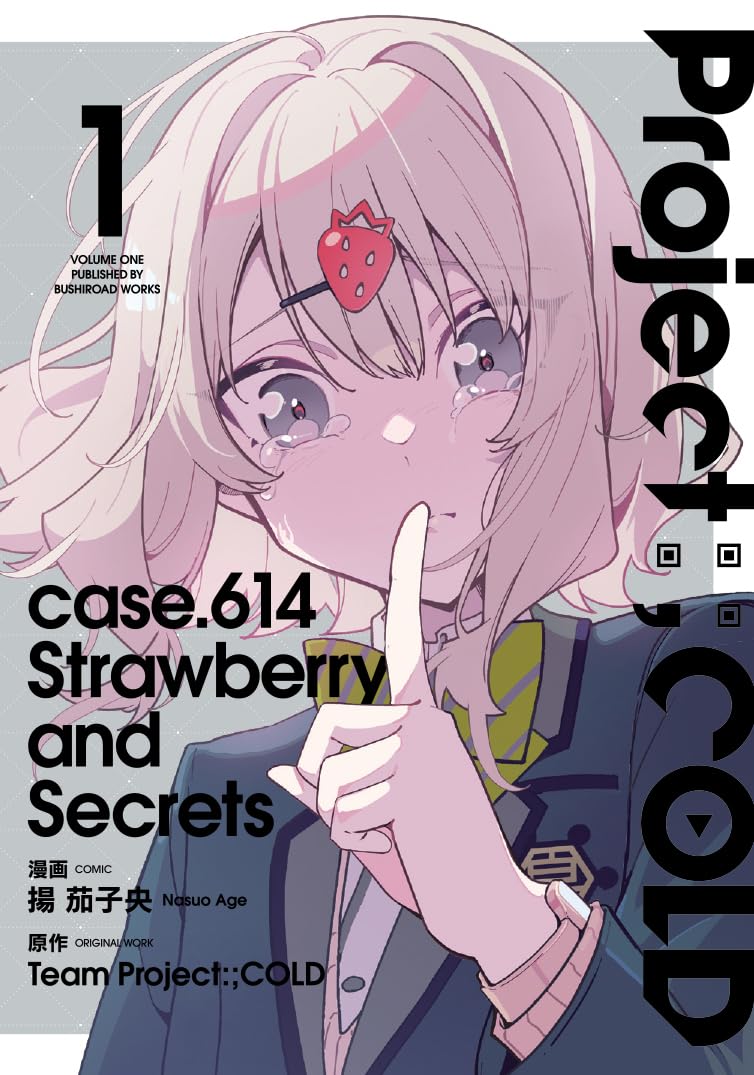 1
VOLUME ONE
PUBLISHED BY
BUSHIROAD WORKS
Project:;COLD
case.614
Strawberry
and
Secrets
漫画 COMIC
揚 茄子央 Nasuo Age
原作 ORIGINAL WORK
Team Project:;COLD